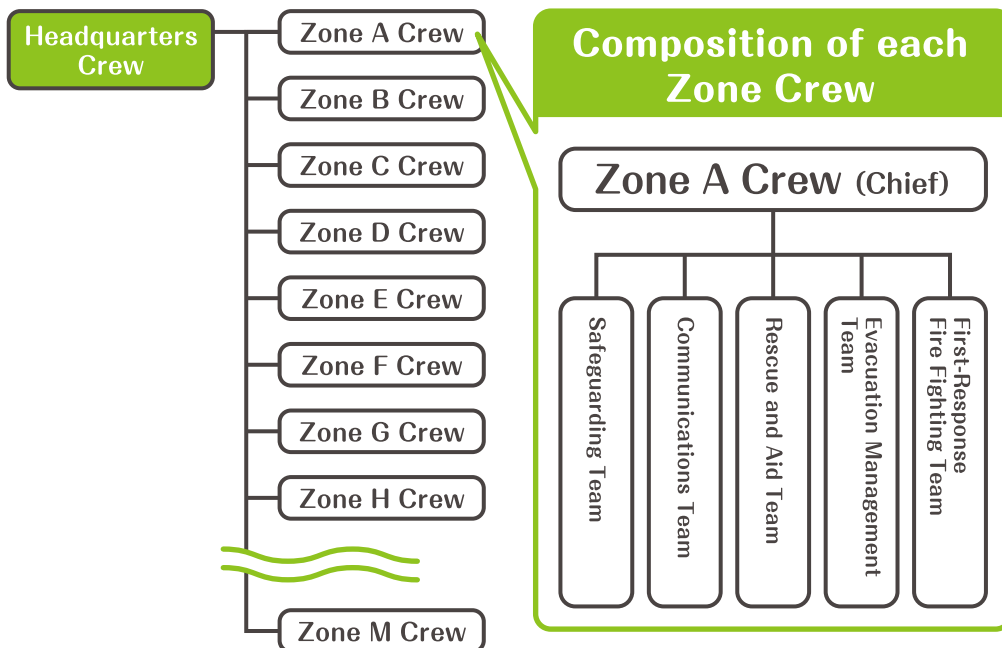 Headquarters
Crew
Zone A Crew
Zone B Crew
Zone C Crew
Zone D Crew
Zone E Crew
Zone F Crew
Zone G Crew
Zone H Crew
Zone M Crew
Composition of each
Zone Crew
Zone A Crew (Chief)
Safeguarding Team
Communications Team
Rescue and Aid Team
Evacuation Management
Team
First-Response
Fire Fighting Team